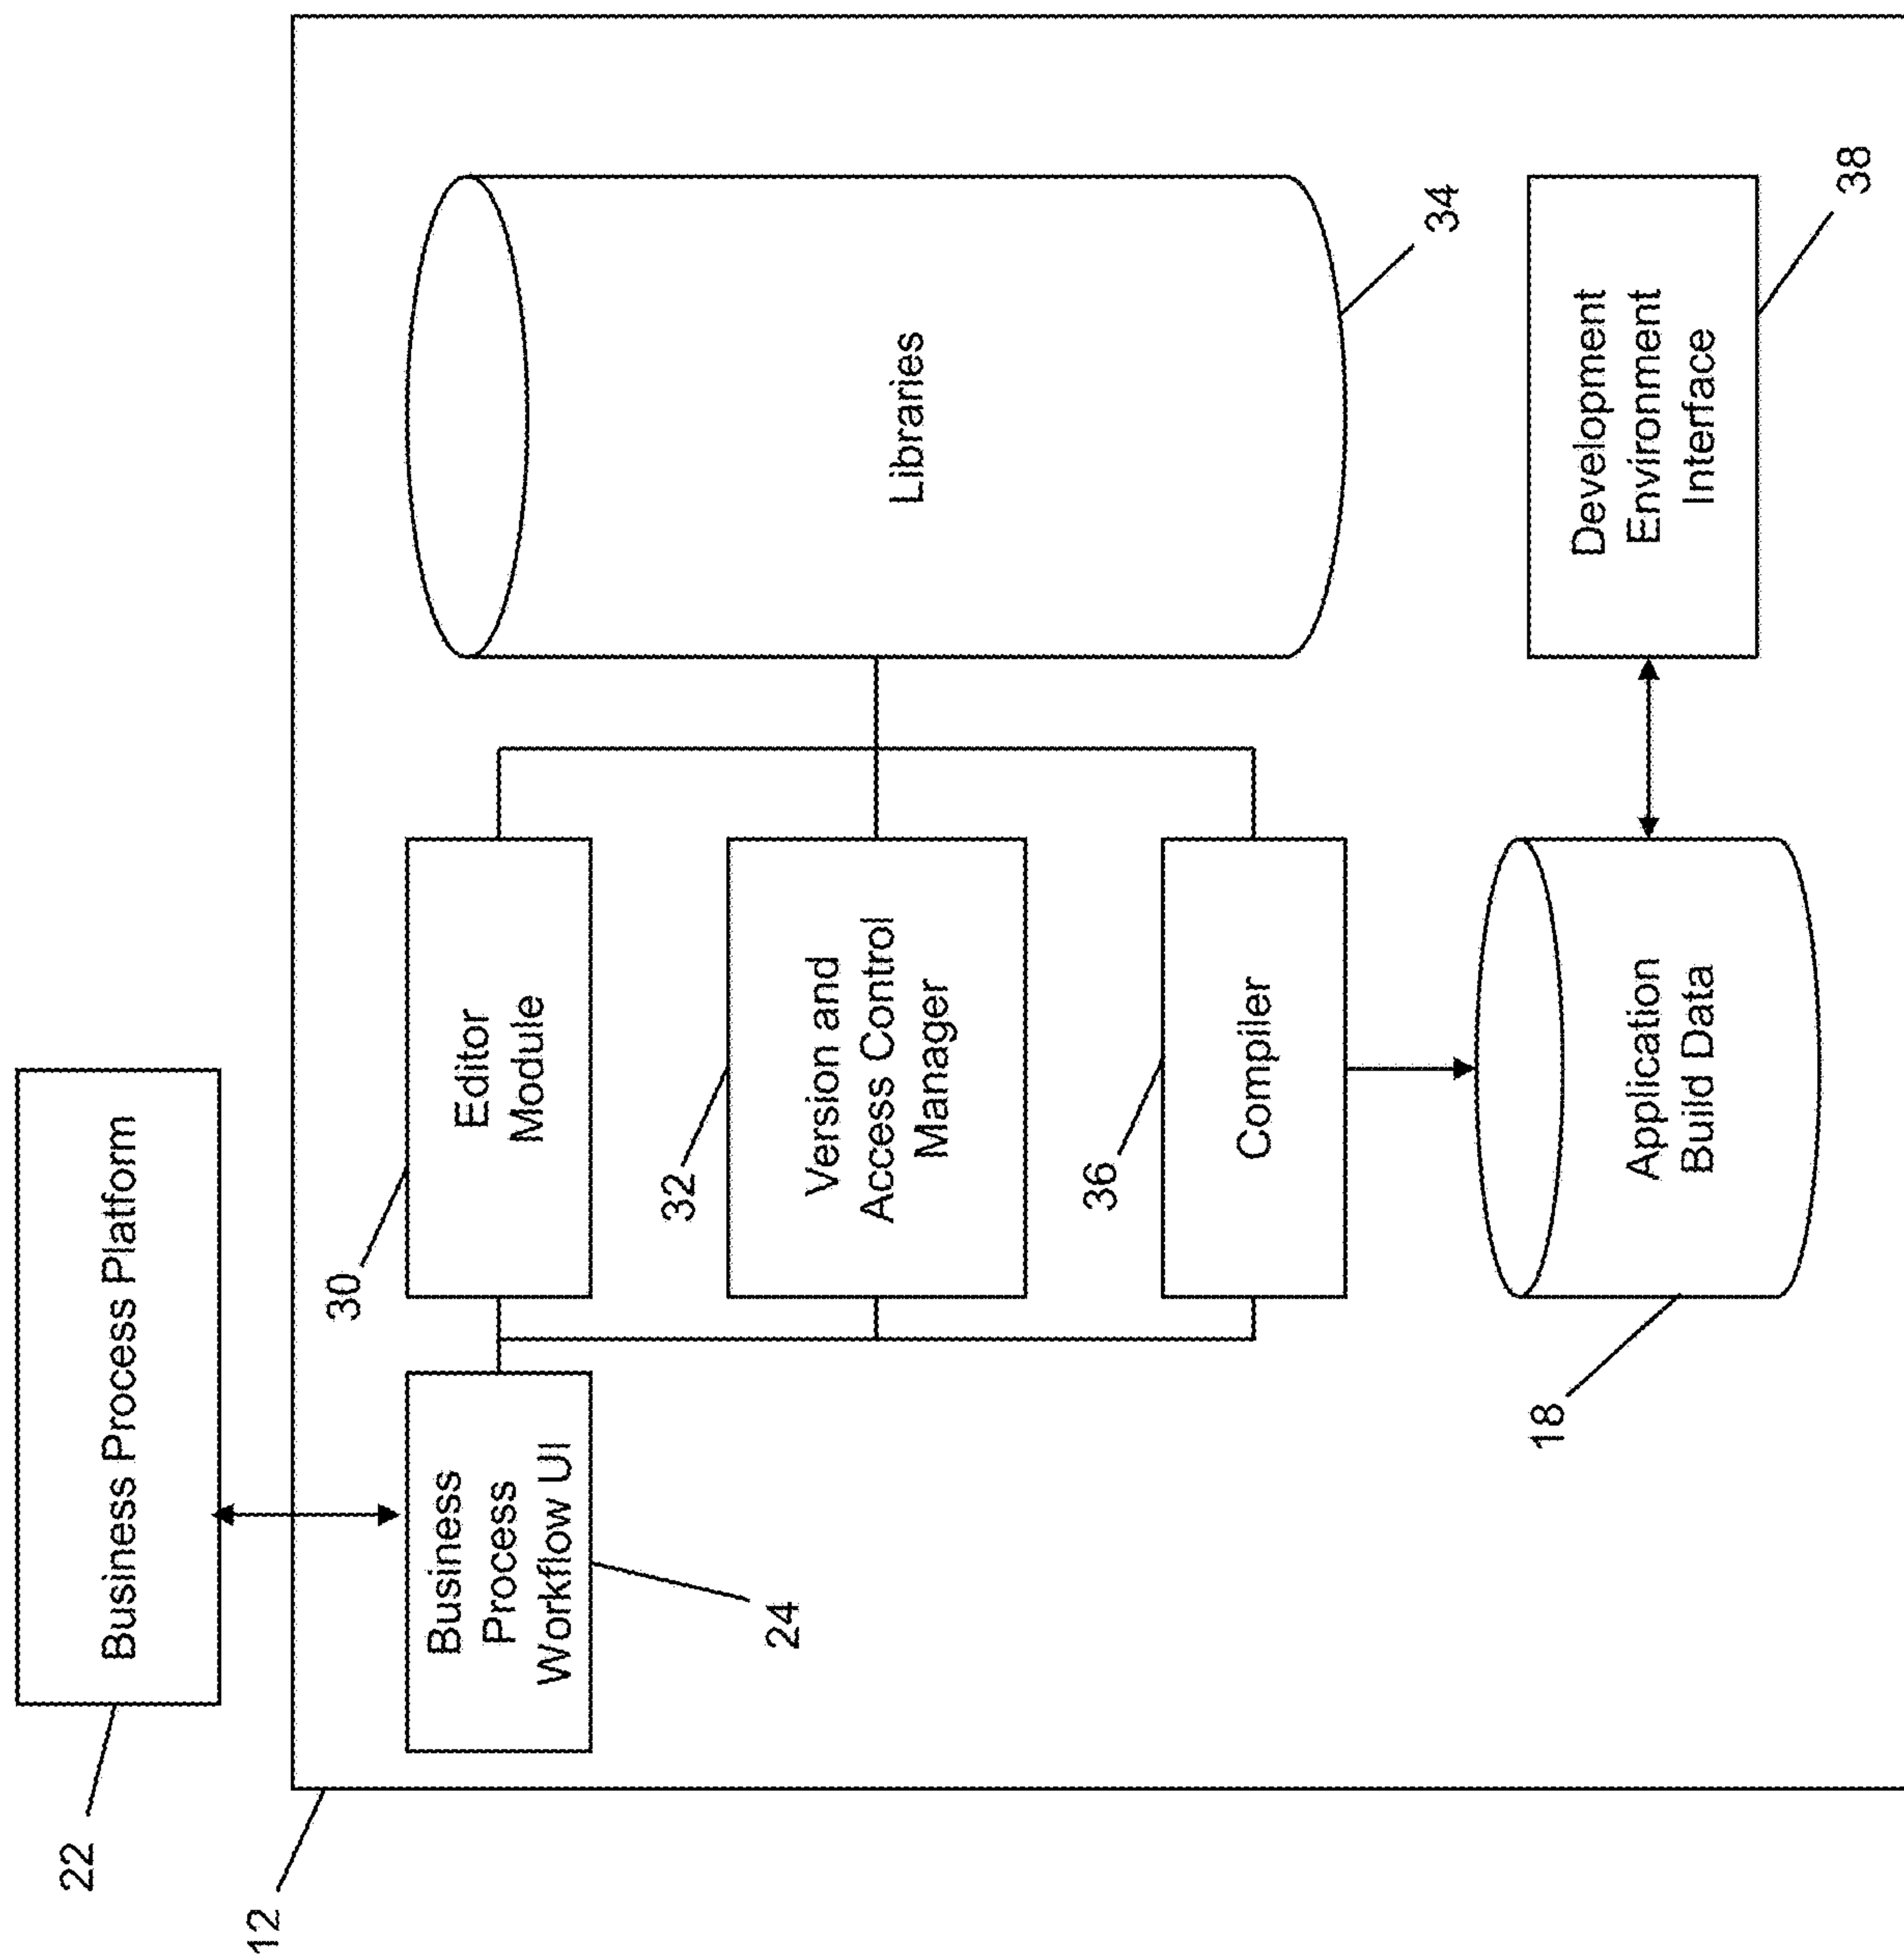 22
Business Process Platform
12
Business
Process
Workflow UI
24
30
Editor
Module
32
Version and
Access Control
Manager
36
Compiler
Libraries
34
18
Application
Build Data
Development
Environment
Interface
38